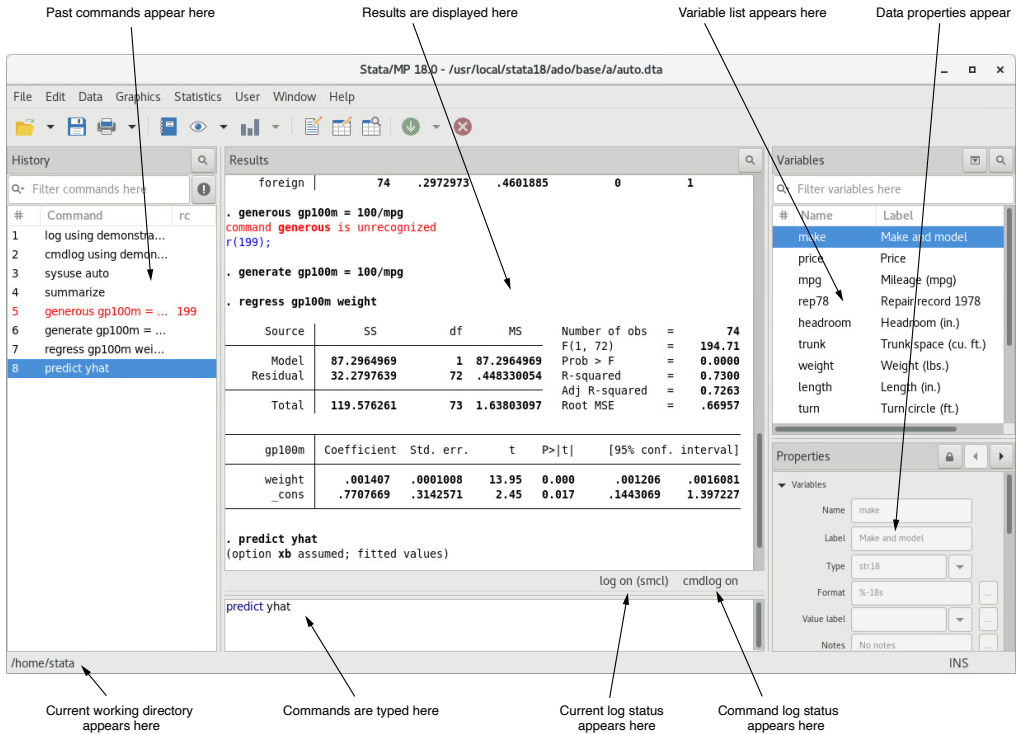 Past commands appear here
Results are displayed here
Variable list appears here
Data properties appear
Stata/MP 18.0 - /usr/local/stata18/ado/base/a/auto.dta
File Edit Data Graphics Statistics User Window Help
History
Filter commands here
# Command rc
1 log using demonstra...
2 cmdlog using demon...
3 sysuse auto
4 summarize
5 generous gp100m = ... 199
6 generate gp100m = ...
7 regress gp100m wei...
8 predict yhat
Results
foreign | 74 .2972973 .4601885 0 1
. generous gp100m = 100/mpg
command generous is unrecognized
r(199);
. generate gp100m = 100/mpg
. regress gp100m weight
Source | SS df MS Number of obs = 74
F(1, 72) = 194.71
Model | 87.2964969 1 87.2964969 Prob > F = 0.0000
Residual | 32.2797639 72 .448330054 R-squared = 0.7300
Adj R-squared = 0.7263
Total | 119.576261 73 1.63803097 Root MSE = .66957
gp100m | Coefficient Std. err. t P>|t| [95% conf. interval]
weight | .001407 .0001008 13.95 0.000 .001206 .0016081
_cons | .7707669 .3142571 2.45 0.017 .1443069 1.397227
. predict yhat
(option xb assumed; fitted values)
log on (smcl) cmdlog on
predict yhat
Variables
Filter variables here
# Name Label
make Make and model
price Price
mpg Mileage (mpg)
rep78 Repair record 1978
headroom Headroom (in.)
trunk Trunk space (cu. ft.)
weight Weight (lbs.)
length Length (in.)
turn Turn circle (ft.)
Properties
Variables
Name make
Label Make and model
Type str18
Format %-18s ...
Value label ...
Notes No notes ...
/home/stata
INS
Current working directory
appears here
Commands are typed here
Current log status
appears here
Command log status
appears here